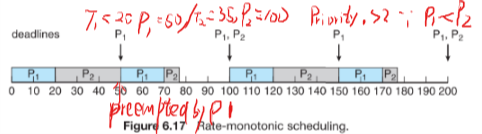 T₁ < 20 P₁ = 50 / T₂ = 35, P₂ = 100 Priority, >2 ∵ P₁ < P₂
deadlines P₁ P₁, P₂ P₁ P₁, P₂
P₁ P₂ P₁ P₂ P₁ P₂ P₁ P₂
0 10 20 30 40 50 60 70 80 90 100 110 120 130 140 150 160 170 180 190 200
preempted by P1
Figure 6.17 Rate-monotonic scheduling.